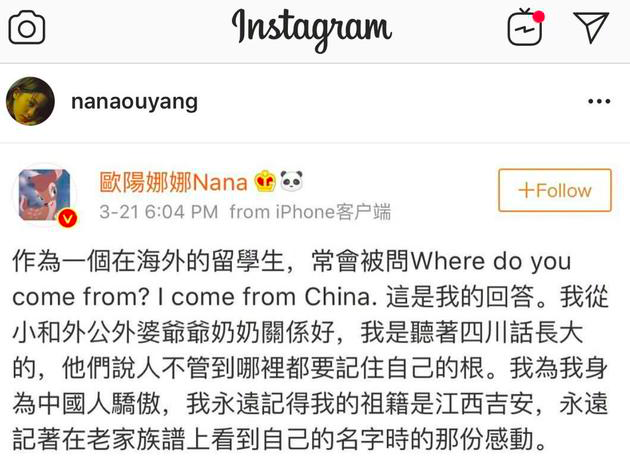 Instagram
nanaouyang
歐陽娜娜Nana
+Follow
3-21 6:04 PM from iPhone客户端
作為一個在海外的留學生，常會被問Where do you
come from? I come from China. 這是我的回答。我從
小和外公外婆爺爺奶奶關係好，我是聽著四川話長大
的，他們說人不管到哪裡都要記住自己的根。我為我身
為中國人驕傲，我永遠記得我的祖籍是江西吉安，永遠
記著在老家族譜上看到自己的名字時的那份感動。